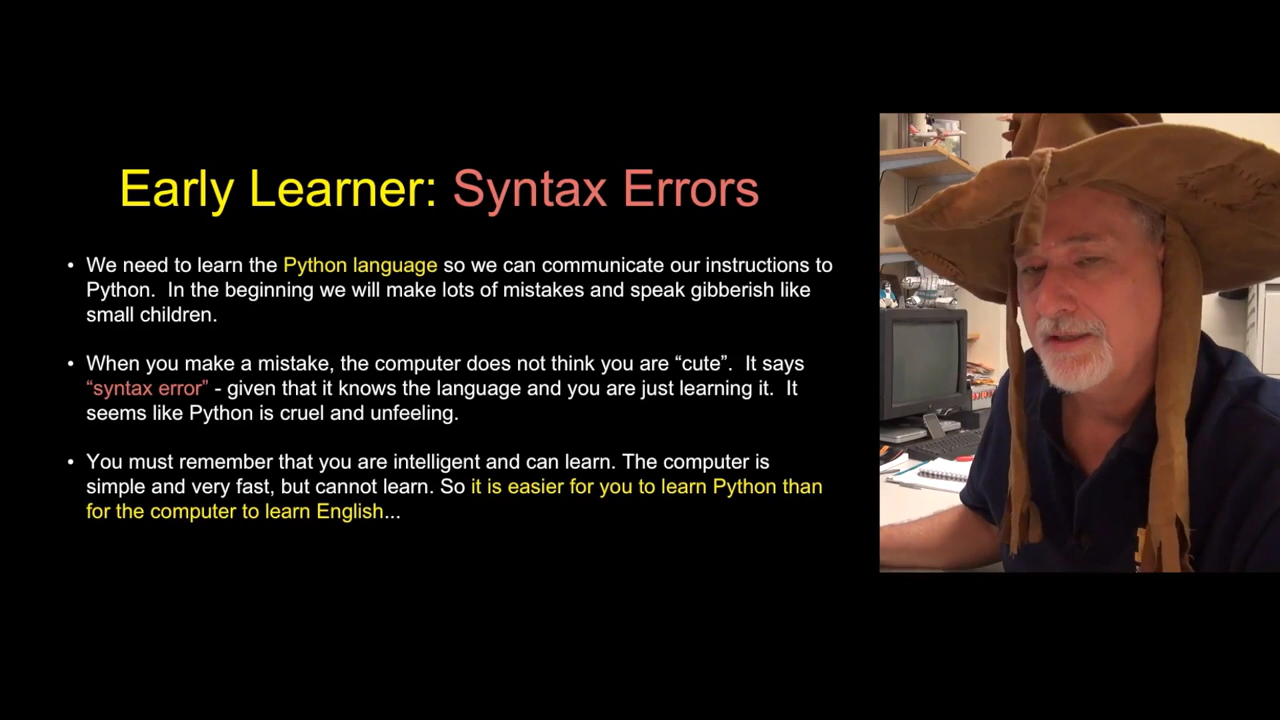 Early Learner: Syntax Errors
• We need to learn the Python language so we can communicate our instructions to
Python.  In the beginning we will make lots of mistakes and speak gibberish like
small children.
• When you make a mistake, the computer does not think you are “cute”.  It says
“syntax error” - given that it knows the language and you are just learning it.  It
seems like Python is cruel and unfeeling.
• You must remember that you are intelligent and can learn. The computer is
simple and very fast, but cannot learn. So it is easier for you to learn Python than
for the computer to learn English...